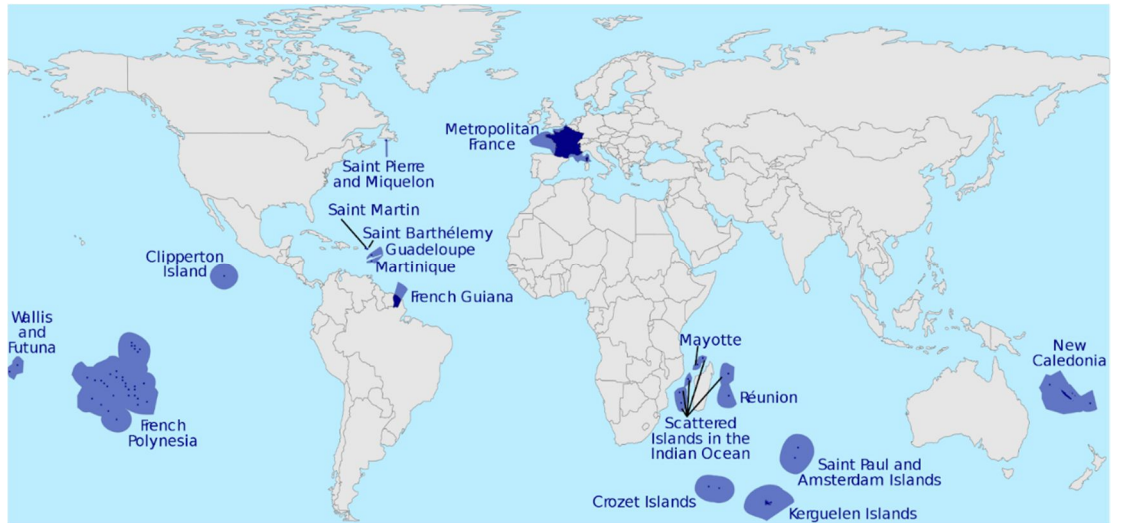 Metropolitan
France
Saint Pierre
and Miquelon
Saint Martin
Saint Barthélemy
Guadeloupe
Martinique
Clipperton
Island
French Guiana
Wallis
and
Futuna
French
Polynesia
Mayotte
New
Caledonia
Réunion
Scattered
Islands in the
Indian Ocean
Saint Paul and
Amsterdam Islands
Crozet Islands
Kerguelen Islands